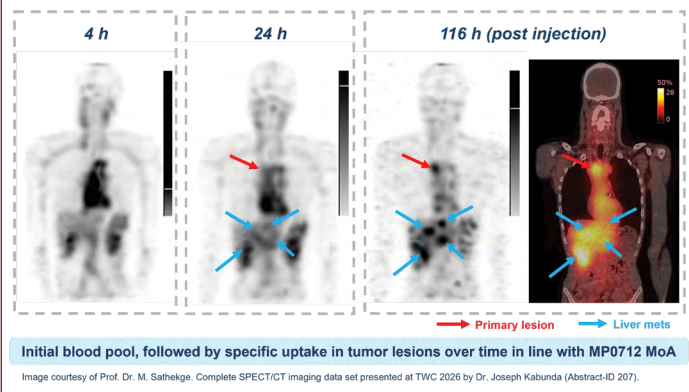 4 h
24 h
116 h (post injection)
50%
28
0
Primary lesion
Liver mets
Initial blood pool, followed by specific uptake in tumor lesions over time in line with MP0712 MoA
Image courtesy of Prof. Dr. M. Sathekge. Complete SPECT/CT imaging data set presented at TWC 2026 by Dr. Joseph Kabunda (Abstract-ID 207).